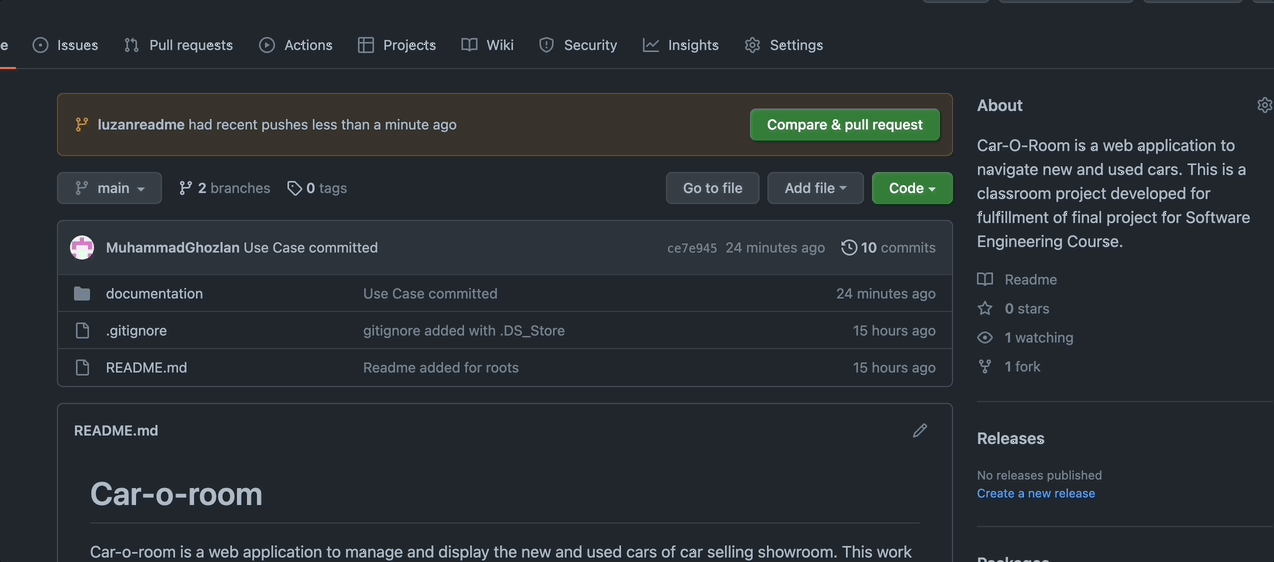 e Issues Pull requests Actions Projects Wiki Security Insights Settings
luzanreadme had recent pushes less than a minute ago Compare & pull request
main 2 branches 0 tags Go to file Add file Code
MuhammadGhozlan Use Case committed ce7e945 24 minutes ago 10 commits
documentation Use Case committed 24 minutes ago
.gitignore gitignore added with .DS_Store 15 hours ago
README.md Readme added for roots 15 hours ago
README.md
Car-o-room
Car-o-room is a web application to manage and display the new and used cars of car selling showroom. This work
About
Car-O-Room is a web application to
navigate new and used cars. This is a
classroom project developed for
fulfillment of final project for Software
Engineering Course.
Readme
0 stars
1 watching
1 fork
Releases
No releases published
Create a new release
Packages